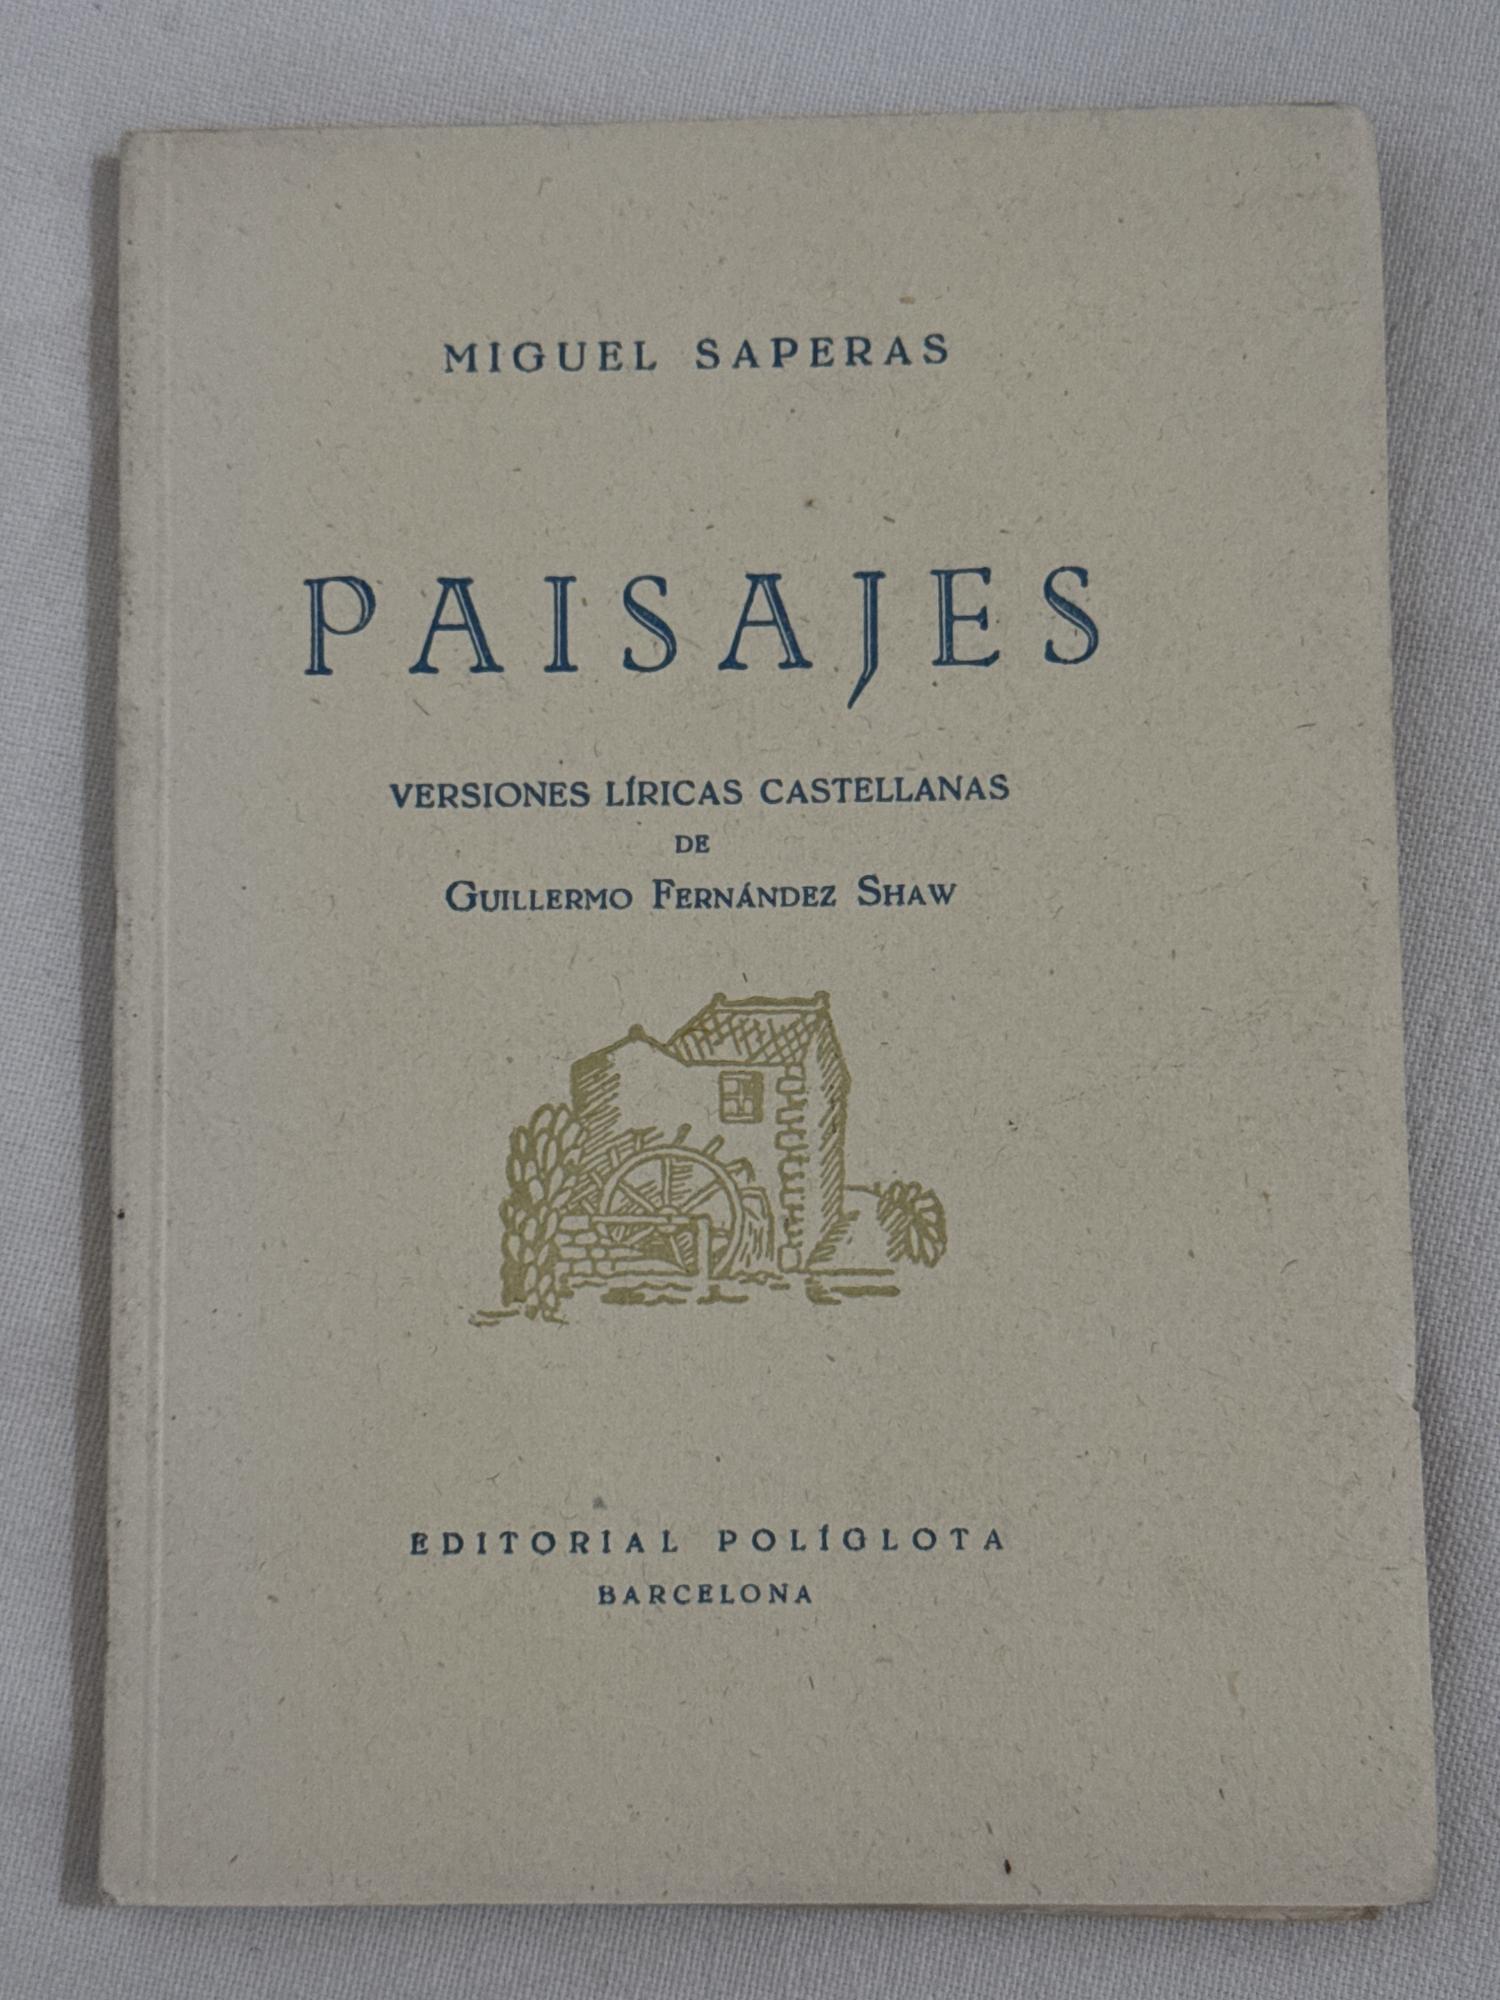 MIGUEL SAPERAS
PAISAJES
VERSIONES LÍRICAS CASTELLANAS
DE
GUILLERMO FERNÁNDEZ SHAW
EDITORIAL POLÍGLOTA
BARCELONA